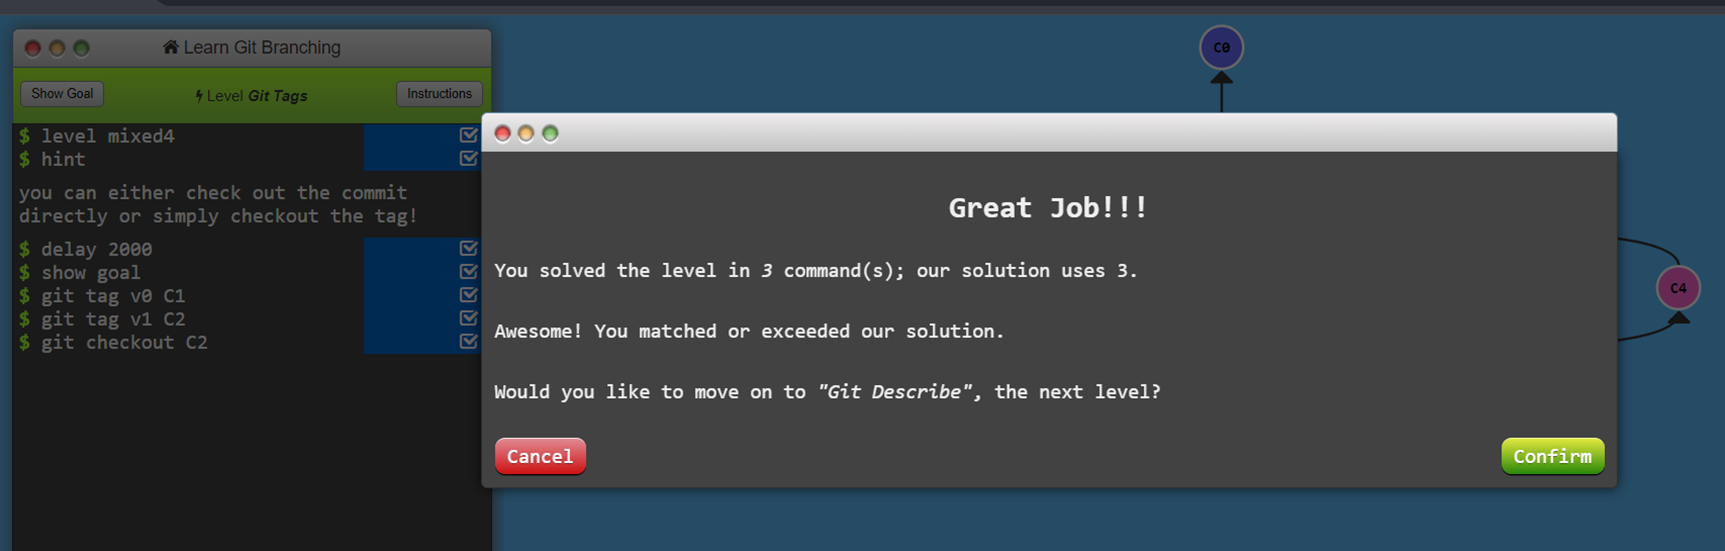 Learn Git Branching
Show Goal
Level Git Tags
Instructions
$ level mixed4
$ hint
you can either check out the commit
directly or simply checkout the tag!
$ delay 2000
$ show goal
$ git tag v0 C1
$ git tag v1 C2
$ git checkout C2
C0
Great Job!!!
You solved the level in 3 command(s); our solution uses 3.
Awesome! You matched or exceeded our solution.
Would you like to move on to "Git Describe", the next level?
Cancel
Confirm
C4